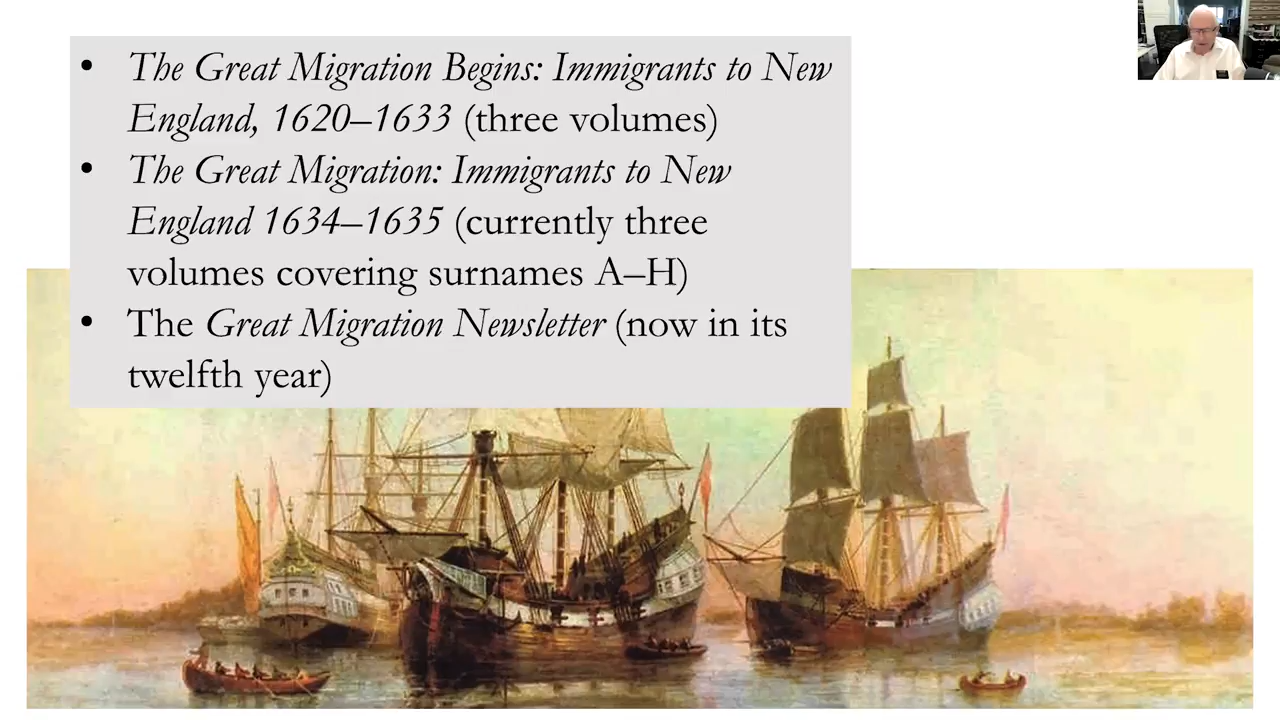 • The Great Migration Begins: Immigrants to New
England, 1620–1633 (three volumes)
• The Great Migration: Immigrants to New
England 1634–1635 (currently three
volumes covering surnames A–H)
• The Great Migration Newsletter (now in its
twelfth year)